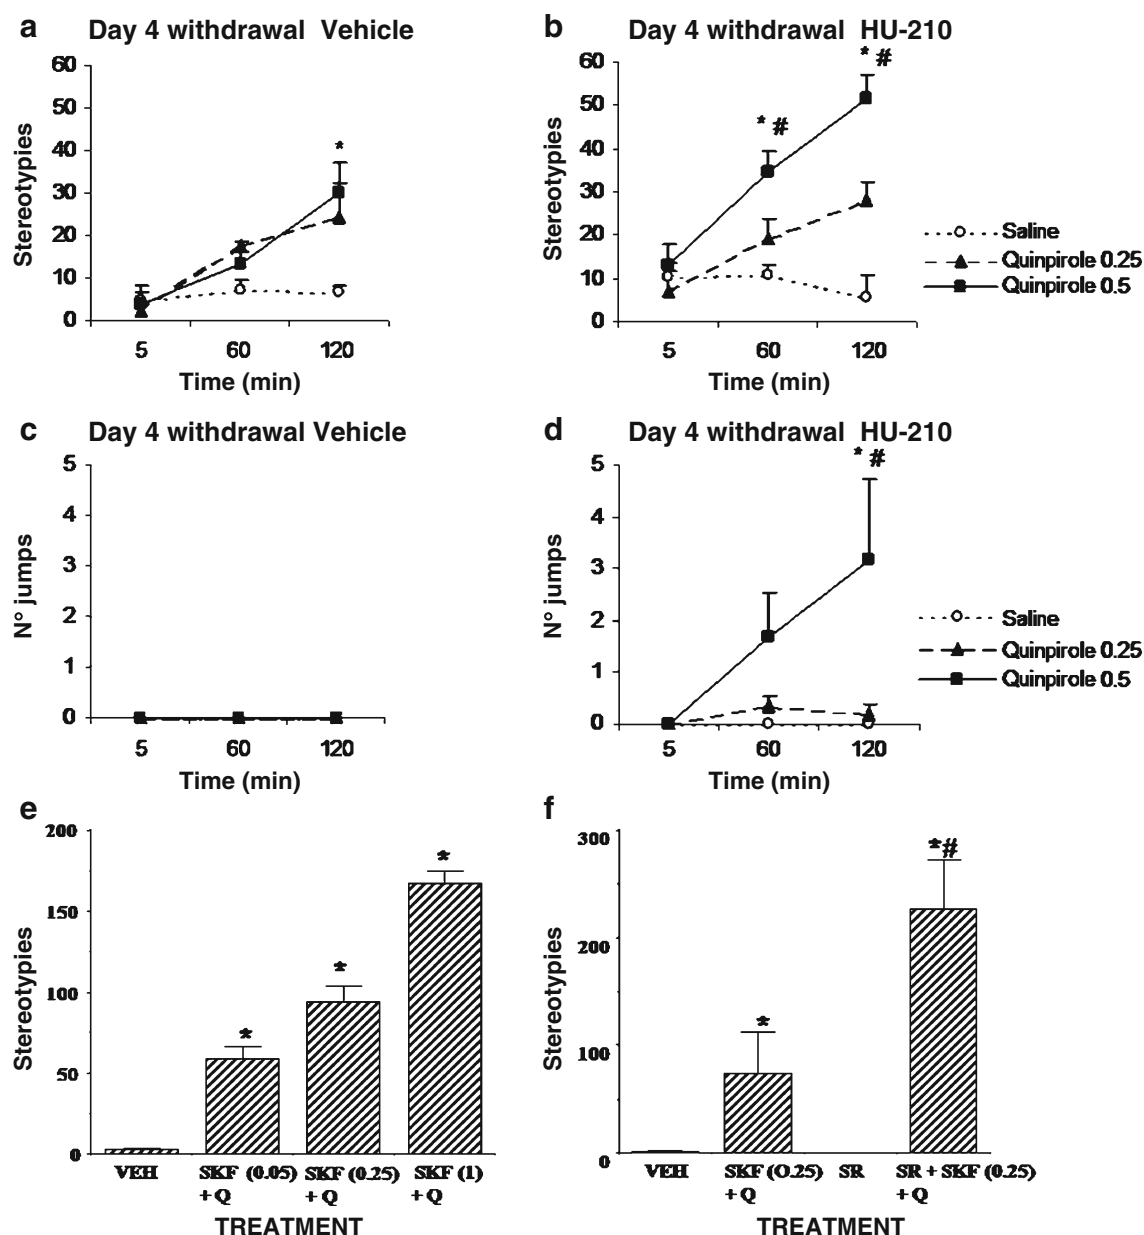 a Day 4 withdrawal Vehicle
60
50
40
30
20
10
0
Stereotypies
*
5 60 120
Time (min)
b Day 4 withdrawal HU-210
60
50
40
30
20
10
0
Stereotypies
* #
* #
5 60 120
Time (min)
Saline
Quinpirole 0.25
Quinpirole 0.5
c Day 4 withdrawal Vehicle
5
4
3
2
1
0
N° jumps
5 60 120
Time (min)
d Day 4 withdrawal HU-210
5
4
3
2
1
0
N° jumps
* #
5 60 120
Time (min)
Saline
Quinpirole 0.25
Quinpirole 0.5
e
200
150
100
50
0
Stereotypies
*
*
*
VEH SKF (0.05) SKF (0.25) SKF (1)
+ Q + Q + Q
TREATMENT
f
300
200
100
0
Stereotypies
*
*#
VEH SKF (O.25) SR SR + SKF (0.25)
+ Q + Q
TREATMENT